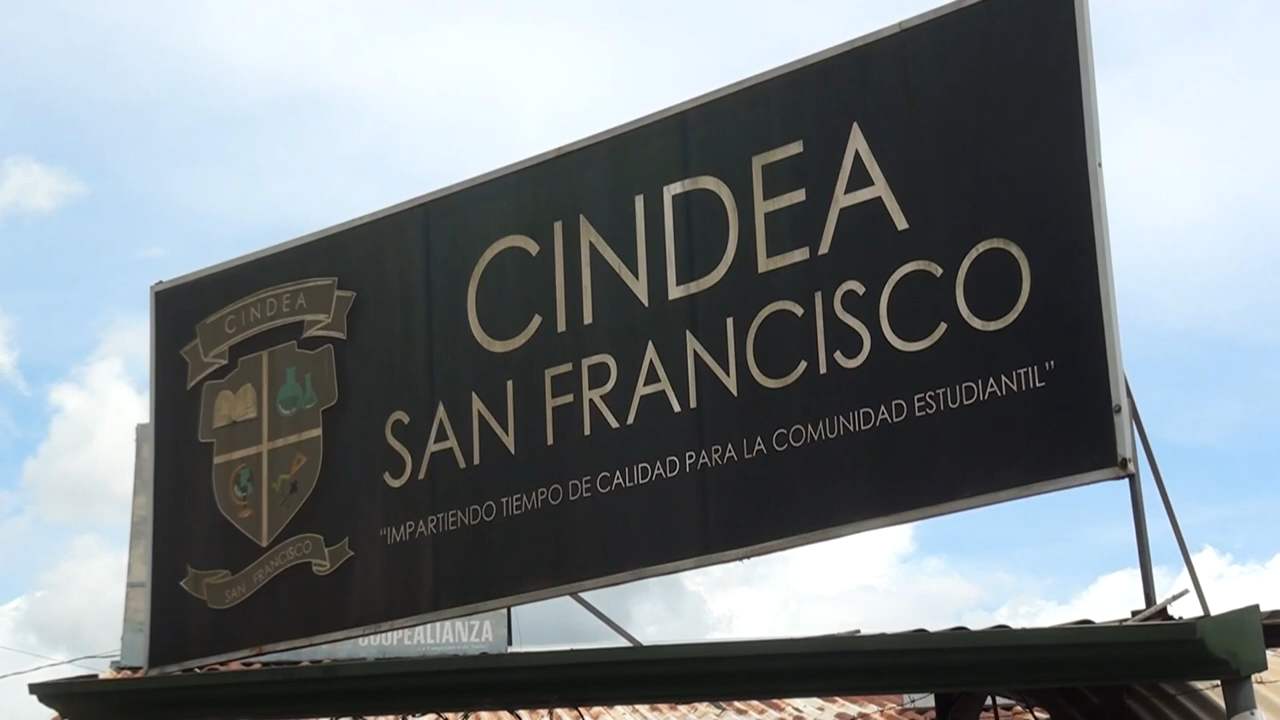 CINDEA
CINDEA
SAN FRANCISCO
"IMPARTIENDO TIEMPO DE CALIDAD PARA LA COMUNIDAD ESTUDIANTIL"
SAN FRANCISCO
COOPEALIANZA